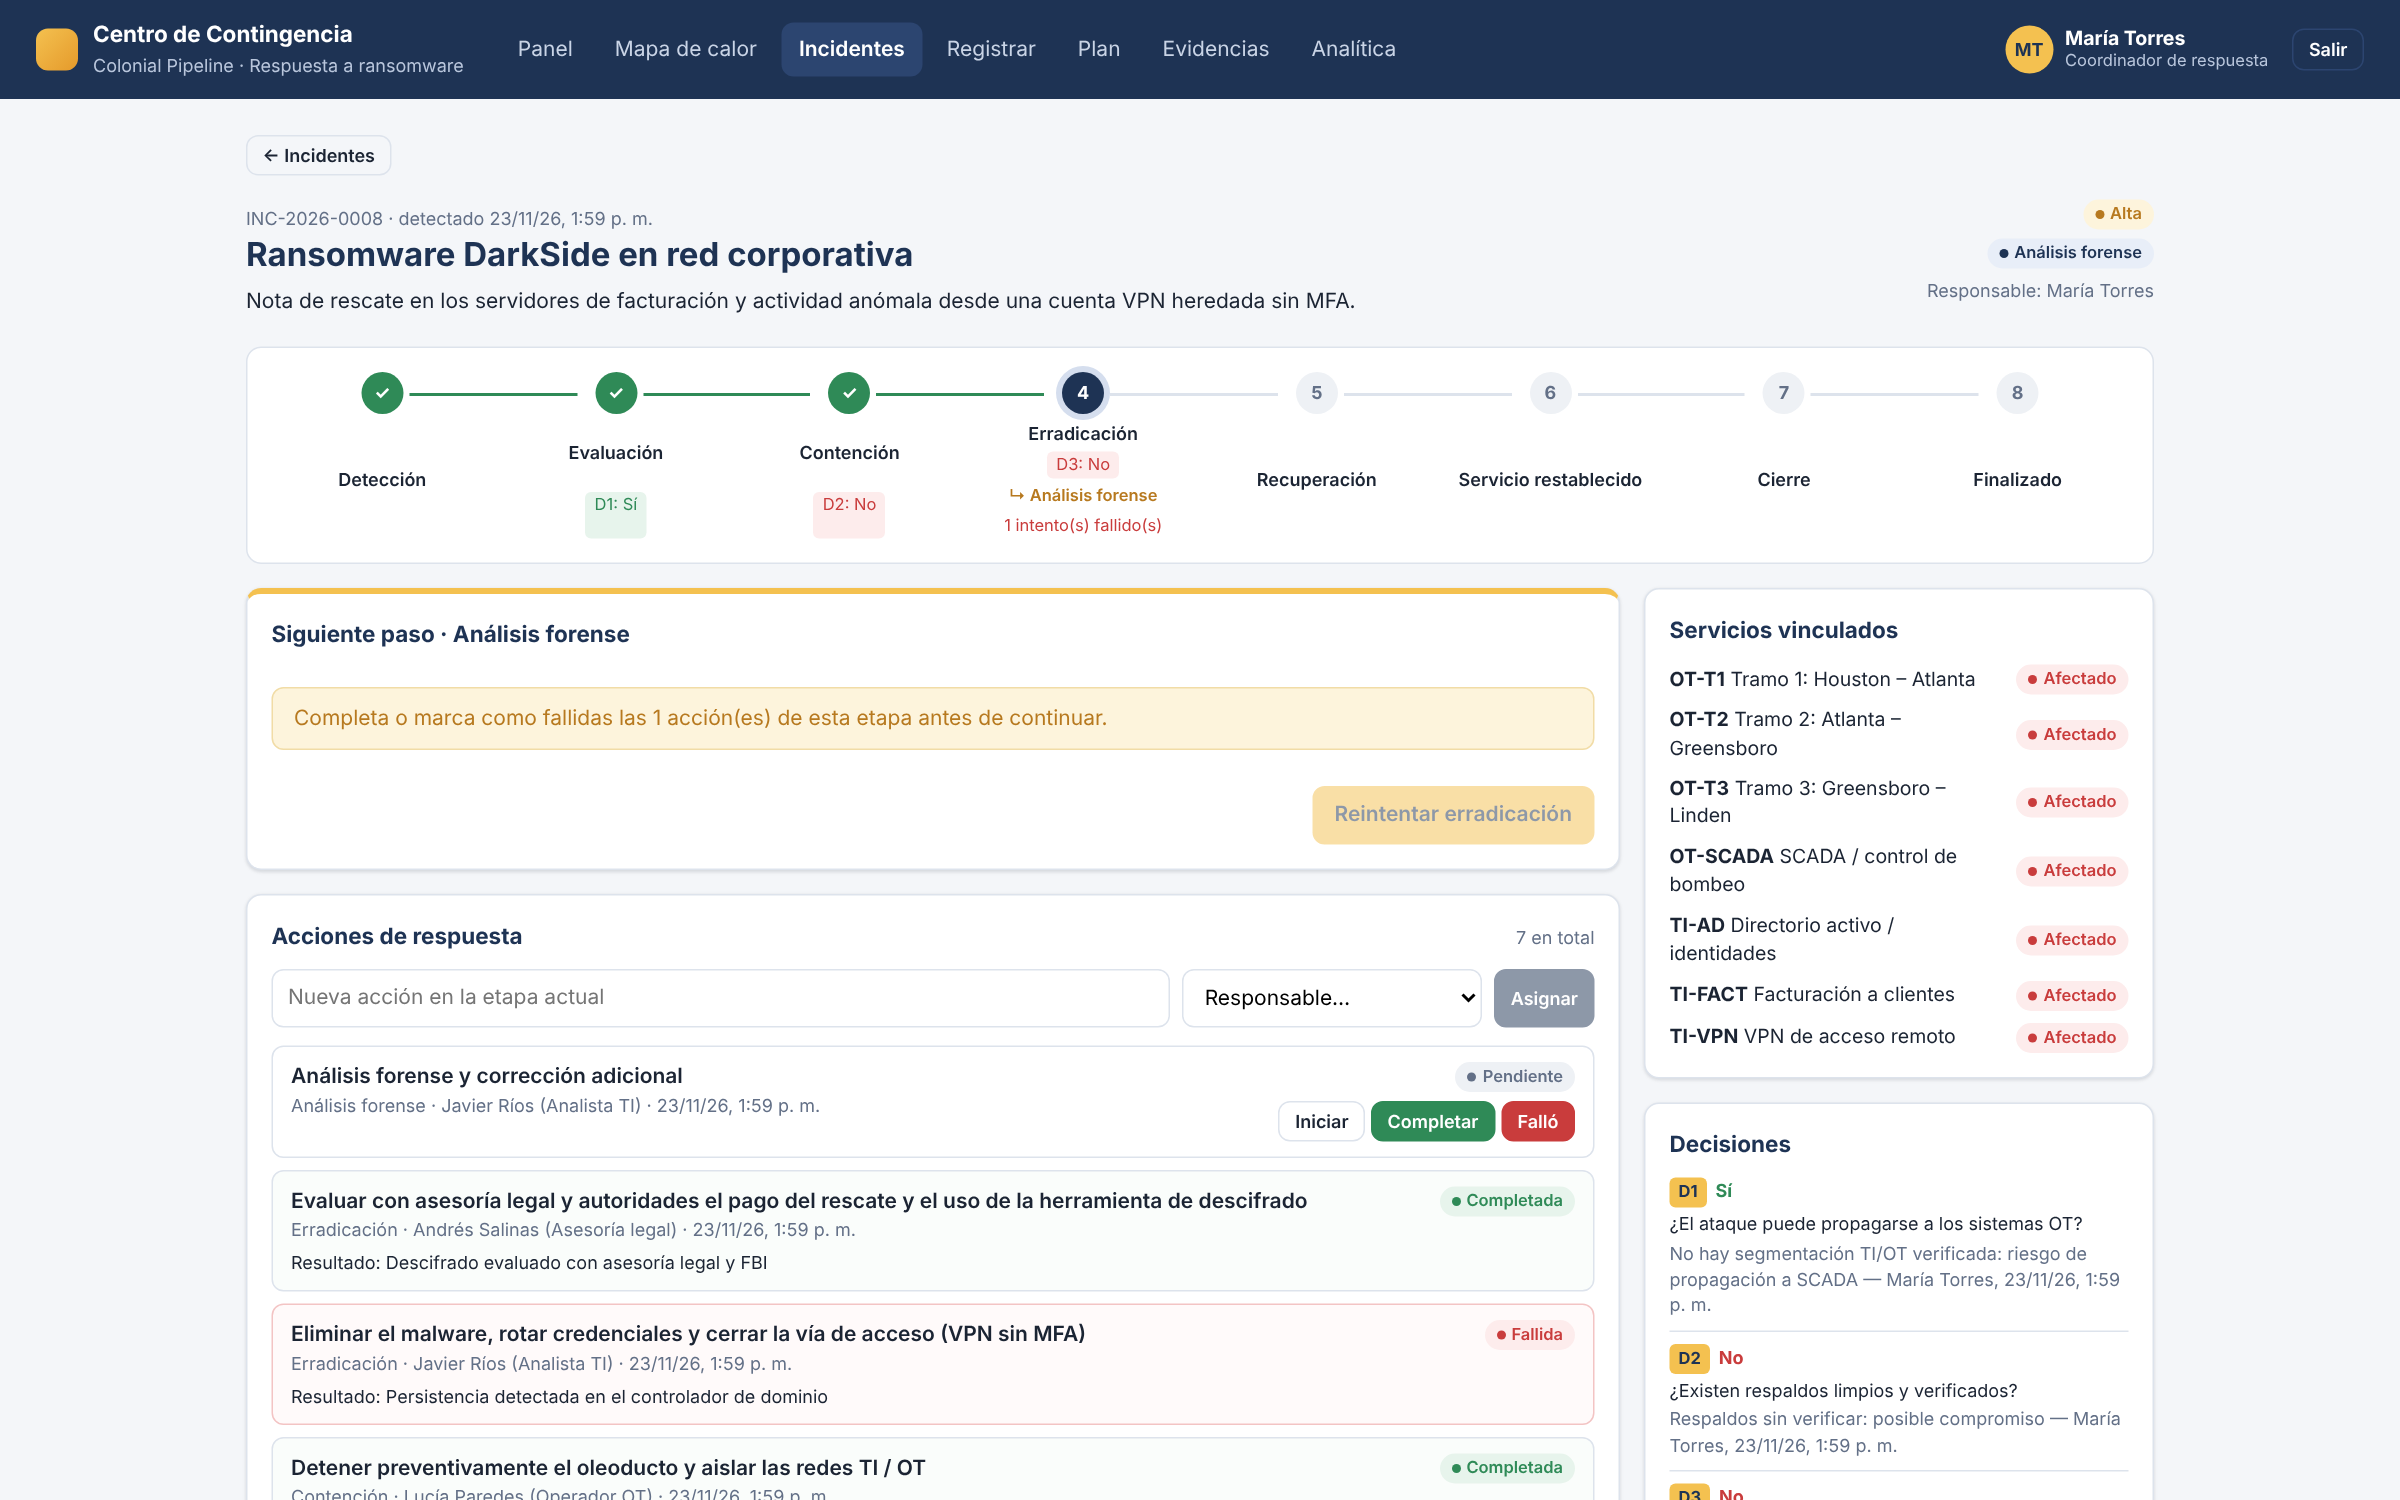 Centro de Contingencia
Colonial Pipeline · Respuesta a ransomware
Panel
Mapa de calor
Incidentes
Registrar
Plan
Evidencias
Analítica
MT
María Torres
Coordinador de respuesta
Salir
← Incidentes
INC-2026-0008 · detectado 23/11/26, 1:59 p. m.
Ransomware DarkSide en red corporativa
Nota de rescate en los servidores de facturación y actividad anómala desde una cuenta VPN heredada sin MFA.
Alta
Análisis forense
Responsable: María Torres
✓
Detección
✓
Evaluación
D1: Sí
✓
Contención
D2: No
4
Erradicación
D3: No
↳ Análisis forense
1 intento(s) fallido(s)
5
Recuperación
6
Servicio restablecido
7
Cierre
8
Finalizado
Siguiente paso · Análisis forense
Completa o marca como fallidas las 1 acción(es) de esta etapa antes de continuar.
Reintentar erradicación
Acciones de respuesta
7 en total
Nueva acción en la etapa actual
Responsable...
Asignar
Análisis forense y corrección adicional
Pendiente
Análisis forense · Javier Ríos (Analista TI) · 23/11/26, 1:59 p. m.
Iniciar
Completar
Falló
Evaluar con asesoría legal y autoridades el pago del rescate y el uso de la herramienta de descifrado
Completada
Erradicación · Andrés Salinas (Asesoría legal) · 23/11/26, 1:59 p. m.
Resultado: Descifrado evaluado con asesoría legal y FBI
Eliminar el malware, rotar credenciales y cerrar la vía de acceso (VPN sin MFA)
Fallida
Erradicación · Javier Ríos (Analista TI) · 23/11/26, 1:59 p. m.
Resultado: Persistencia detectada en el controlador de dominio
Detener preventivamente el oleoducto y aislar las redes TI / OT
Completada
Contención · Lucía Paredes (Operador OT) · 23/11/26, 1:59 p. m.
Servicios vinculados
OT-T1 Tramo 1: Houston – Atlanta
Afectado
OT-T2 Tramo 2: Atlanta –
Greensboro
Afectado
OT-T3 Tramo 3: Greensboro –
Linden
Afectado
OT-SCADA SCADA / control de
bombeo
Afectado
TI-AD Directorio activo /
identidades
Afectado
TI-FACT Facturación a clientes
Afectado
TI-VPN VPN de acceso remoto
Afectado
Decisiones
D1 Sí
¿El ataque puede propagarse a los sistemas OT?
No hay segmentación TI/OT verificada: riesgo de
propagación a SCADA — María Torres, 23/11/26, 1:59
p. m.
D2 No
¿Existen respaldos limpios y verificados?
Respaldos sin verificar: posible compromiso — María
Torres, 23/11/26, 1:59 p. m.
D3 No